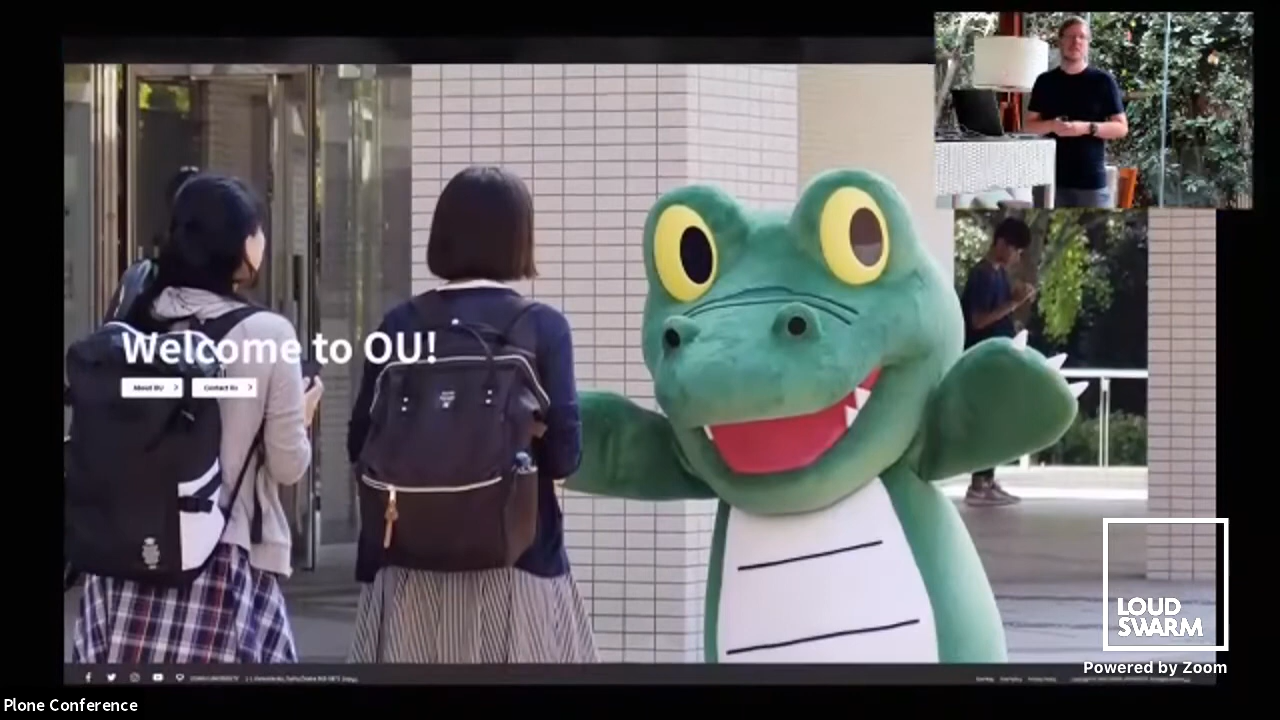 Welcome to OU!
About OU
Contact Us
LOUD
SWARM
Powered by Zoom
Plone Conference